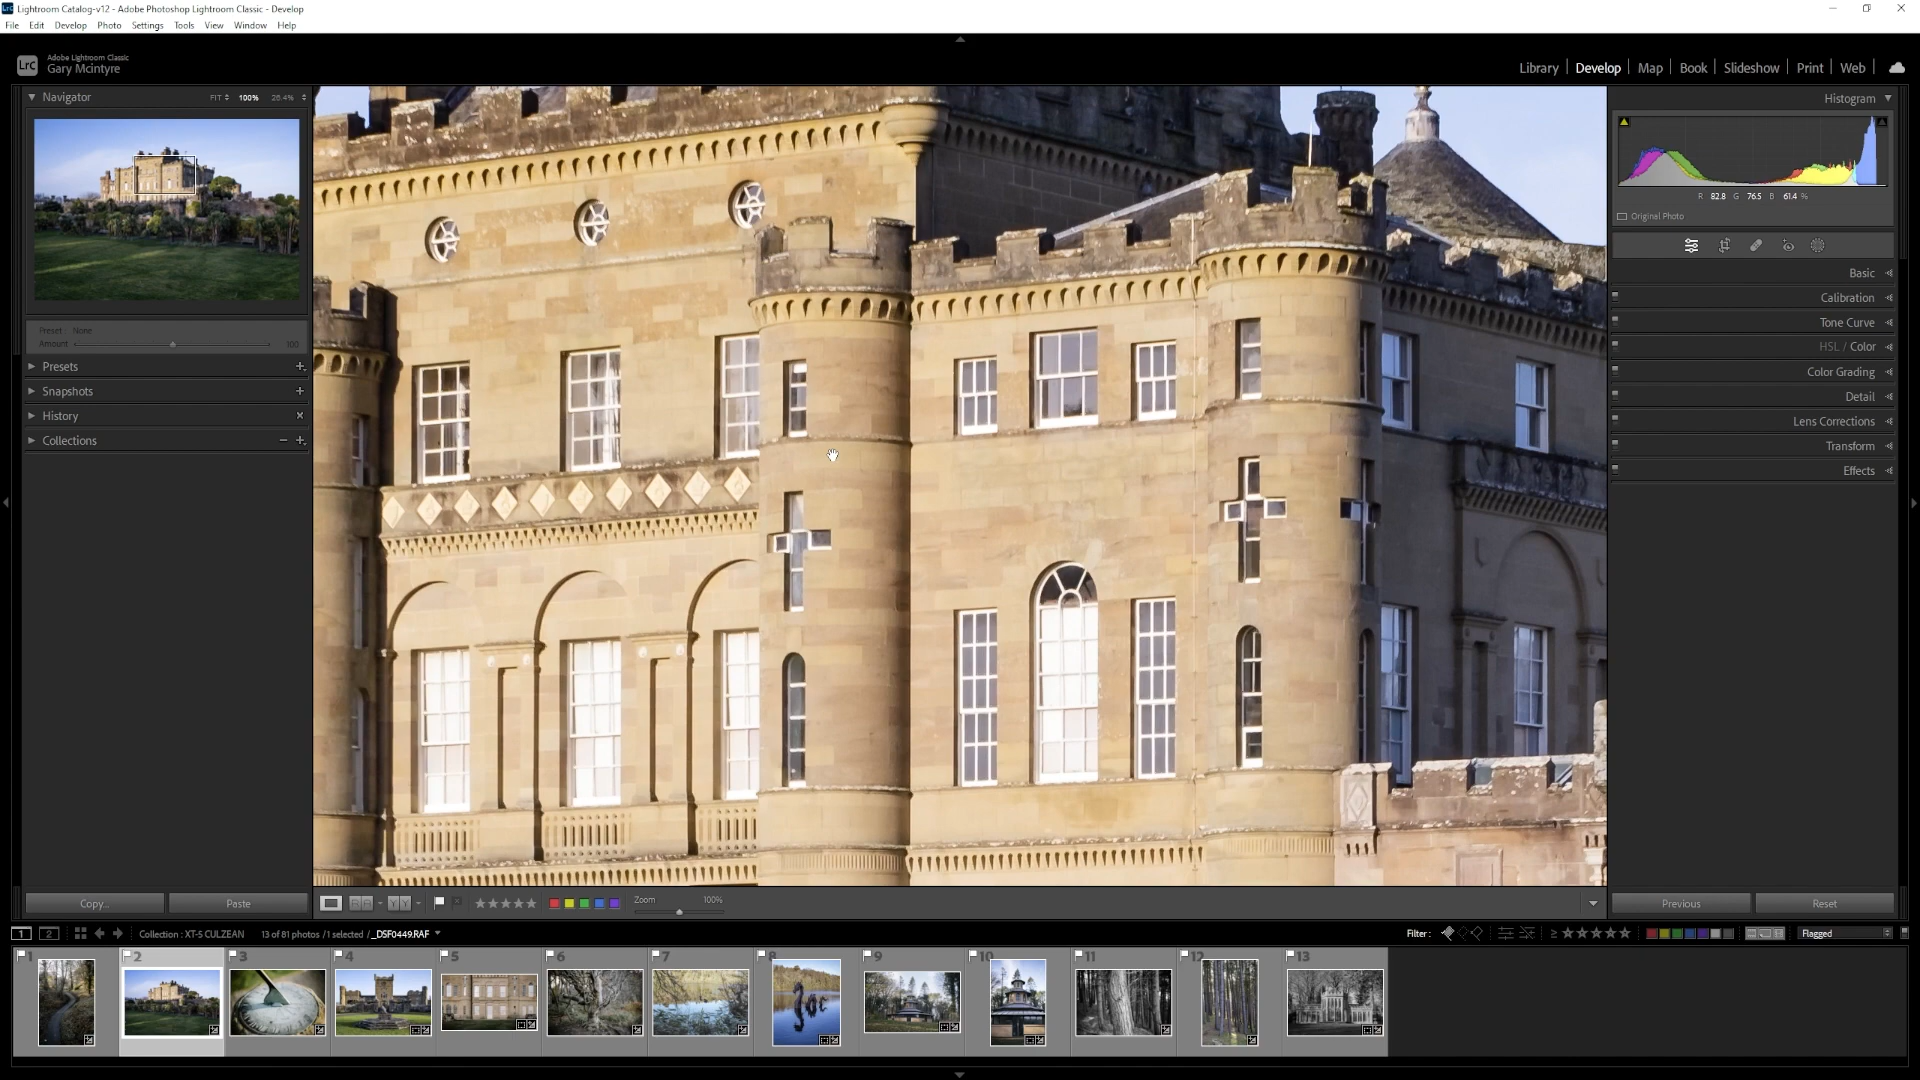 Lightroom Catalog-v12 - Adobe Photoshop Lightroom Classic - Develop
File Edit Develop Photo Settings Tools View Window Help
LrC
Adobe Lightroom Classic
Gary Mcintyre
Library Develop Map Book Slideshow Print Web
Navigator FIT 100% 26.4%
Histogram
R 82.8 G 76.5 B 61.4 %
Original Photo
Basic
Calibration
Tone Curve
HSL / Color
Color Grading
Detail
Lens Corrections
Transform
Effects
Preset: None
Amount 100
Presets
Snapshots
History
Collections
Copy... Paste
R R Y Y
Zoom 100%
Previous Reset
1 2
Collection : XT-5 CULZEAN 13 of 81 photos / 1 selected / _DSF0449.RAF
Filter : Flagged
1 2 3 4 5 6 7 8 9 10 11 12 13